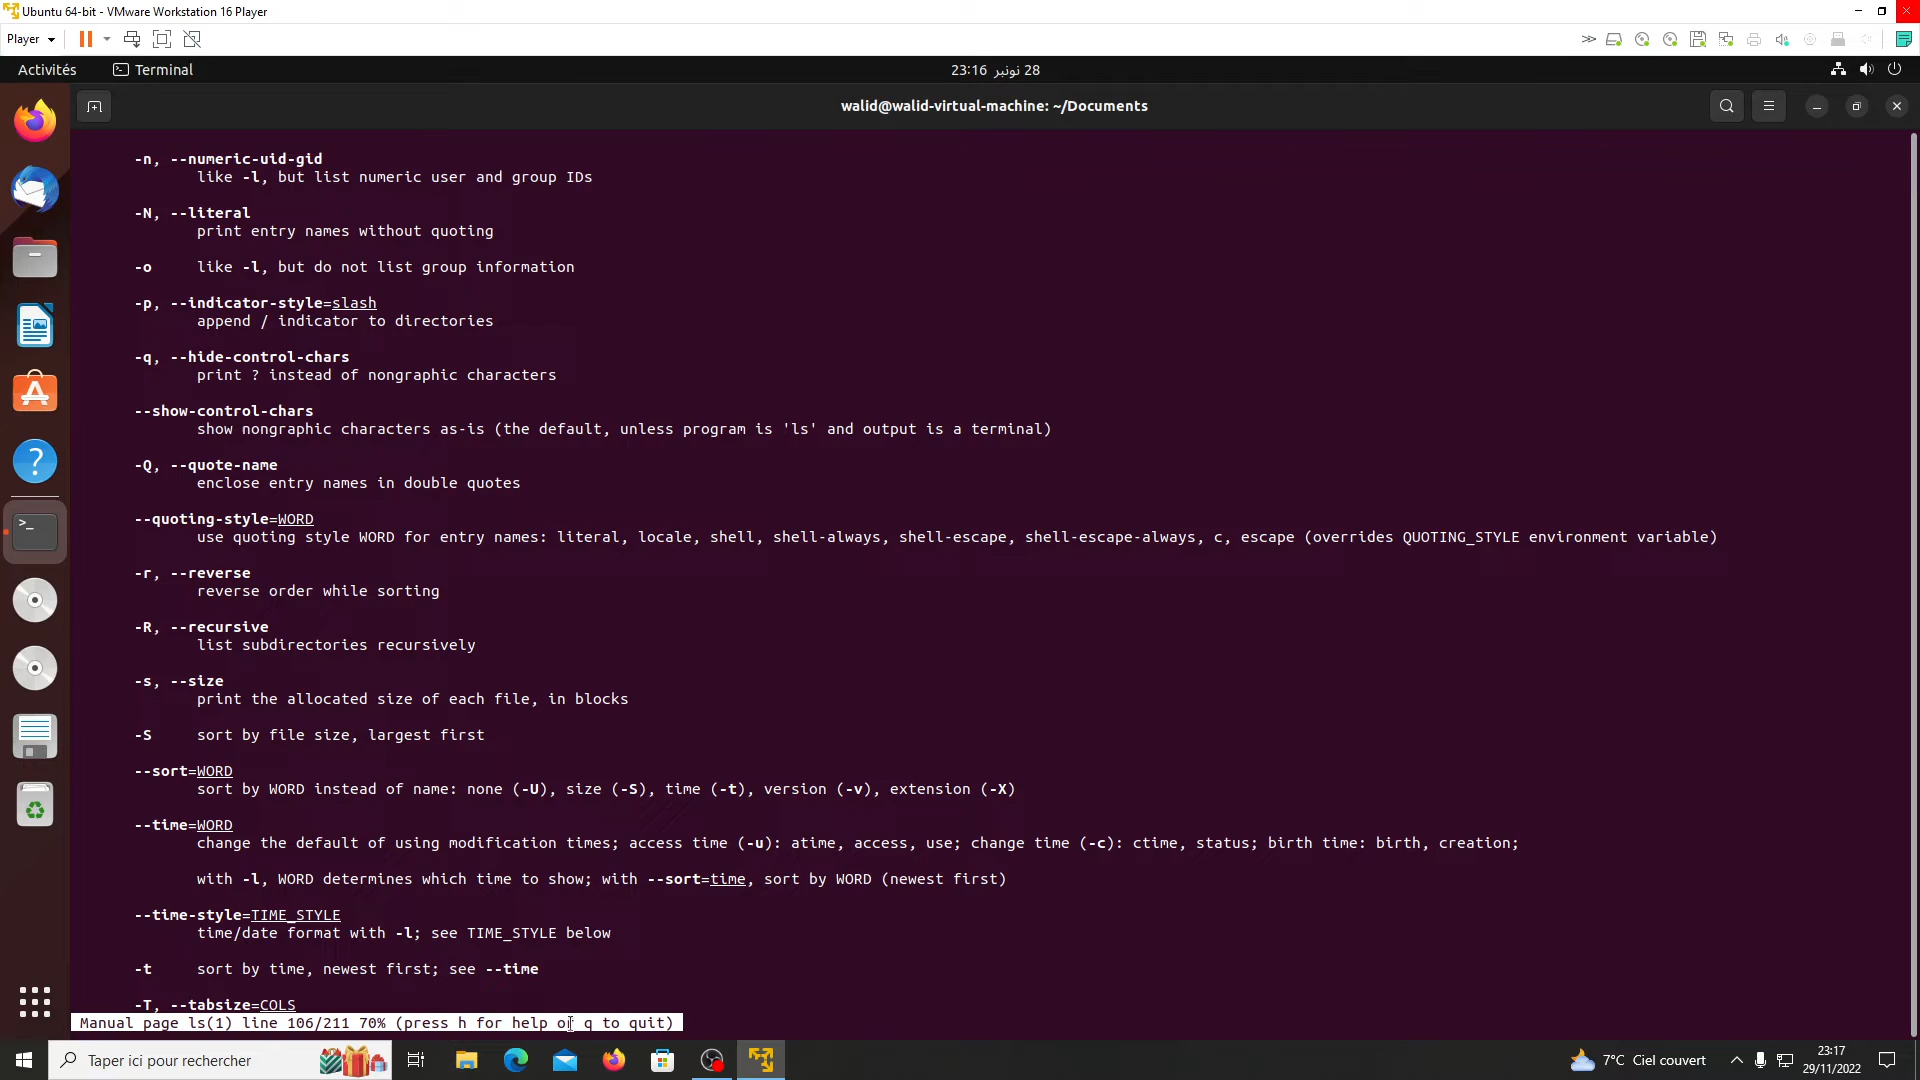 Ubuntu 64-bit - VMware Workstation 16 Player
Player
Activités
Terminal
28 نونبر 23:16
walid@walid-virtual-machine: ~/Documents
-n, --numeric-uid-gid
like -l, but list numeric user and group IDs
-N, --literal
print entry names without quoting
-o like -l, but do not list group information
-p, --indicator-style=slash
append / indicator to directories
-q, --hide-control-chars
print ? instead of nongraphic characters
--show-control-chars
show nongraphic characters as-is (the default, unless program is 'ls' and output is a terminal)
-Q, --quote-name
enclose entry names in double quotes
--quoting-style=WORD
use quoting style WORD for entry names: literal, locale, shell, shell-always, shell-escape, shell-escape-always, c, escape (overrides QUOTING_STYLE environment variable)
-r, --reverse
reverse order while sorting
-R, --recursive
list subdirectories recursively
-s, --size
print the allocated size of each file, in blocks
-S sort by file size, largest first
--sort=WORD
sort by WORD instead of name: none (-U), size (-S), time (-t), version (-v), extension (-X)
--time=WORD
change the default of using modification times; access time (-u): atime, access, use; change time (-c): ctime, status; birth time: birth, creation;
with -l, WORD determines which time to show; with --sort=time, sort by WORD (newest first)
--time-style=TIME_STYLE
time/date format with -l; see TIME_STYLE below
-t sort by time, newest first; see --time
-T, --tabsize=COLS
Manual page ls(1) line 106/211 70% (press h for help or q to quit)
Taper ici pour rechercher
7°C Ciel couvert
23:17
29/11/2022